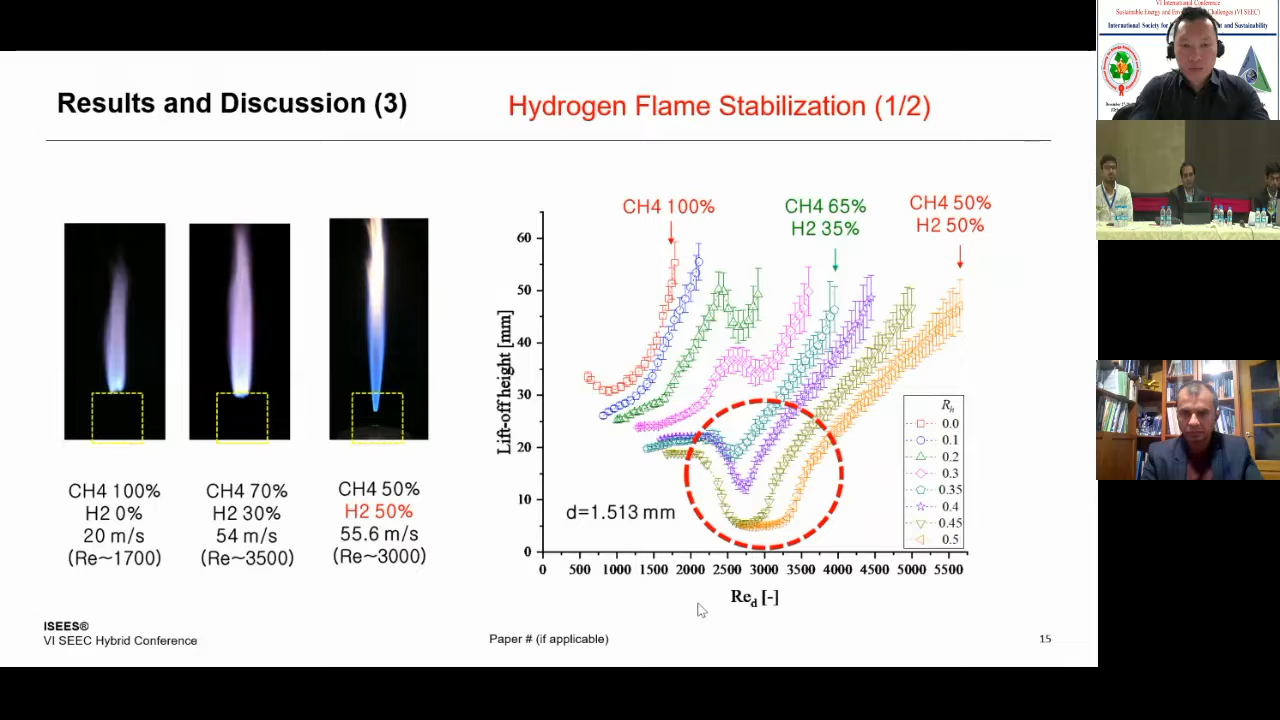 Results and Discussion (3)
Hydrogen Flame Stabilization (1/2)
CH4 100%
H2 0%
20 m/s
(Re~1700)
CH4 70%
H2 30%
54 m/s
(Re~3500)
CH4 50%
H2 50%
55.6 m/s
(Re~3000)
CH4 100%
CH4 65%
H2 35%
CH4 50%
H2 50%
Lift-off height [mm]
60
50
40
30
20
10
0
d=1.513 mm
0 500 1000 1500 2000 2500 3000 3500 4000 4500 5000 5500
Red [-]
Rh
0.0
0.1
0.2
0.3
0.35
0.4
0.45
0.5
ISEES®
VI SEEC Hybrid Conference
Paper # (if applicable)
15
VI International Conference
Sustainable Energy and
Challenges (VI SEEC)
International Society for
and Sustainability